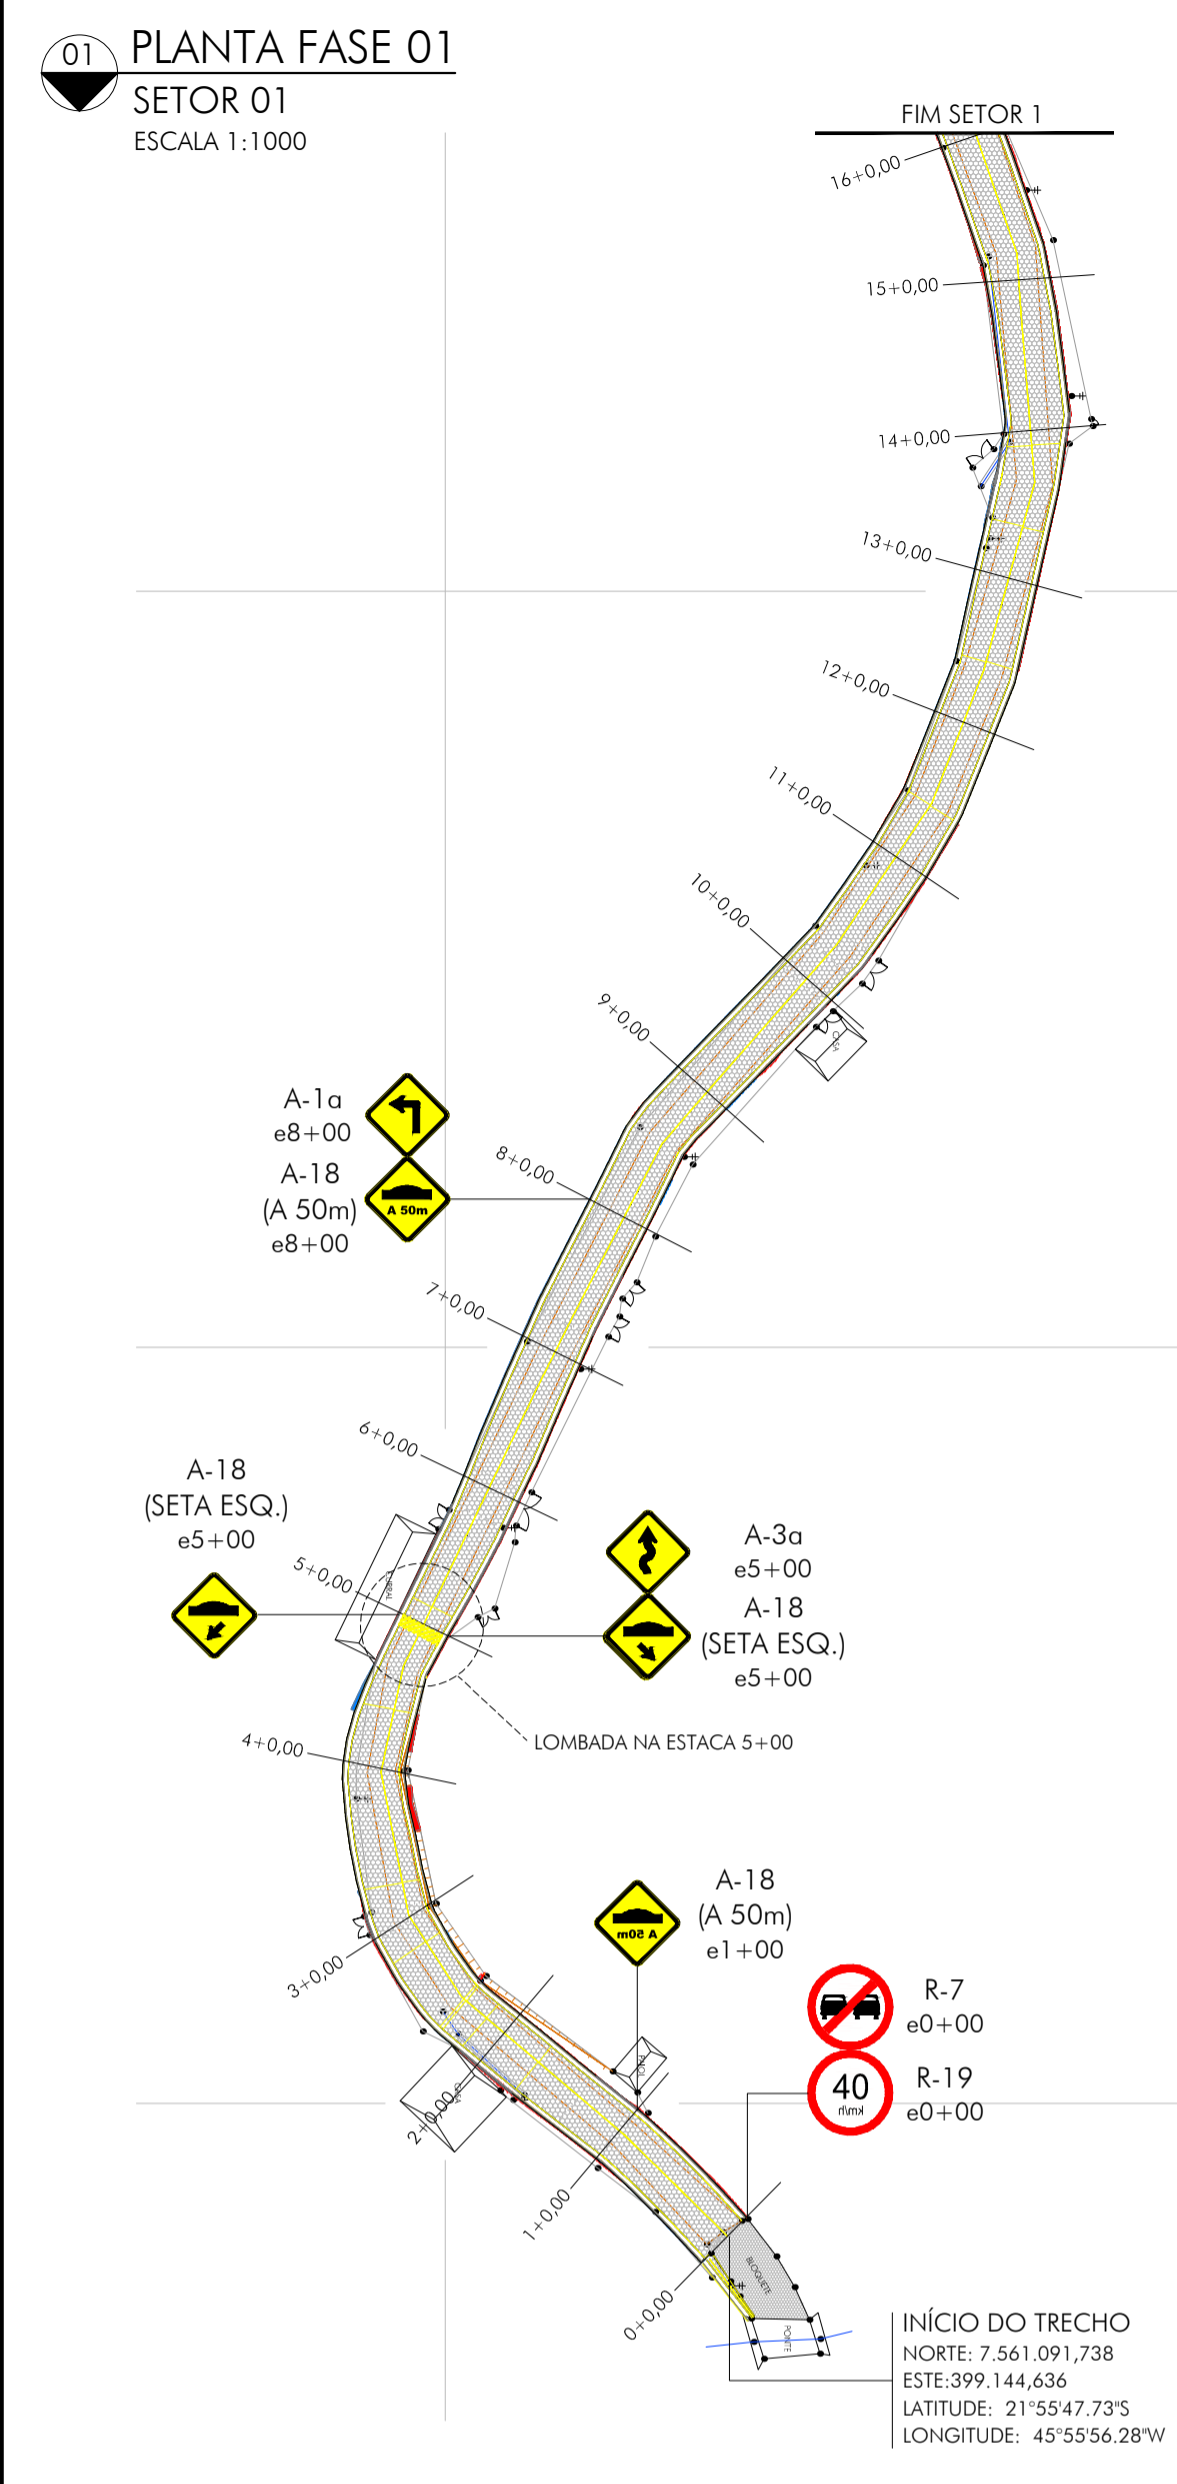 01
PLANTA FASE 01
SETOR 01
ESCALA 1:1000
FIM SETOR 1
16+0,00
15+0,00
14+0,00
13+0,00
12+0,00
11+0,00
10+0,00
9+0,00
CASA
A-1a
e8+00
A-18
(A 50m)
e8+00
A 50m
8+0,00
7+0,00
6+0,00
A-18
(SETA ESQ.)
e5+00
5+0,00
CURRAL
A-3a
e5+00
A-18
(SETA ESQ.)
e5+00
LOMBADA NA ESTACA 5+00
4+0,00
A-18
(A 50m)
e1+00
A 50m
3+0,00
R-7
e0+00
R-19
e0+00
40
km/h
CASA
2+0,00
1+0,00
0+0,00
BLOQUETE
PONTE
INÍCIO DO TRECHO
NORTE: 7.561.091,738
ESTE:399.144,636
LATITUDE: 21°55'47.73"S
LONGITUDE: 45°55'56.28"W